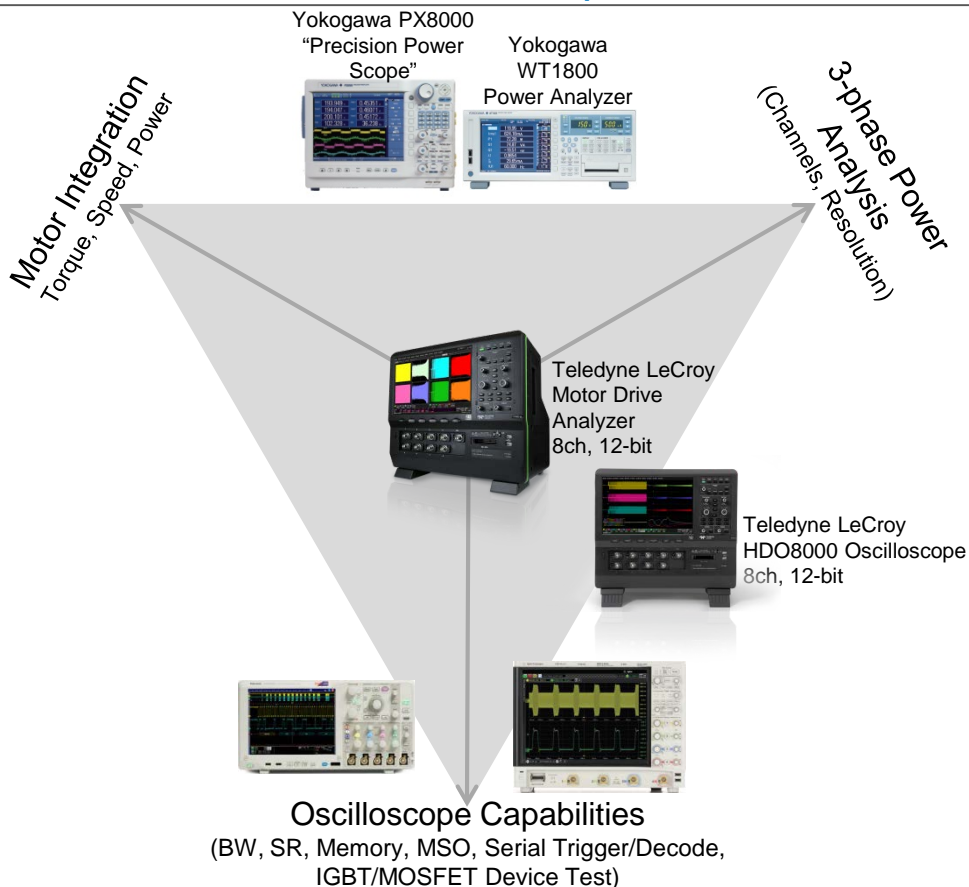 Yokogawa PX8000
“Precision Power
Scope”
Yokogawa
WT1800
Power Analyzer
Motor Integration
Torque, Speed, Power
3-phase Power
Analysis
(Channels, Resolution)
Teledyne LeCroy
Motor Drive
Analyzer
8ch, 12-bit
Teledyne LeCroy
HDO8000 Oscilloscope
8ch, 12-bit
Oscilloscope Capabilities
(BW, SR, Memory, MSO, Serial Trigger/Decode,
IGBT/MOSFET Device Test)